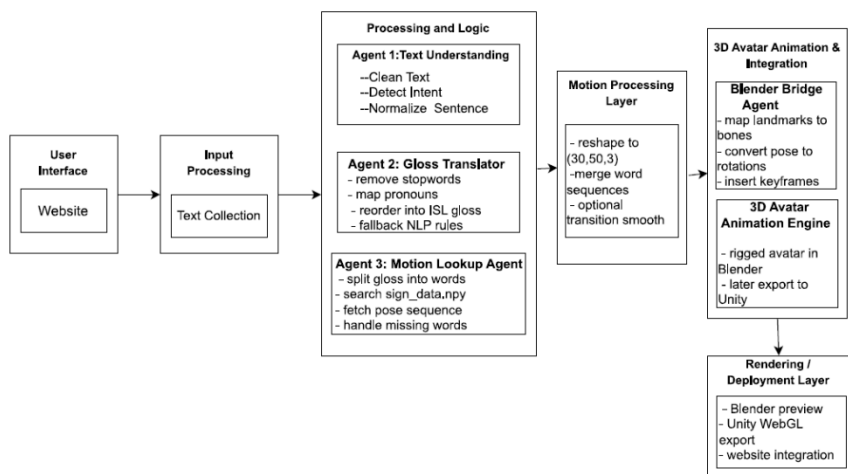 User
Interface
Website
Input
Processing
Text Collection
Processing and Logic
Agent 1:Text Understanding
--Clean Text
--Detect Intent
--Normalize Sentence
Agent 2: Gloss Translator
- remove stopwords
- map pronouns
- reorder into ISL gloss
- fallback NLP rules
Agent 3: Motion Lookup Agent
- split gloss into words
- search sign_data.npy
- fetch pose sequence
- handle missing words
Motion Processing
Layer
- reshape to
(30,50,3)
- merge word
sequences
- optional
transition smooth
3D Avatar Animation &
Integration
Blender Bridge
Agent
- map landmarks to
bones
- convert pose to
rotations
- insert keyframes
3D Avatar
Animation Engine
- rigged avatar in
Blender
- later export to
Unity
Rendering /
Deployment Layer
- Blender preview
- Unity WebGL
export
- website integration